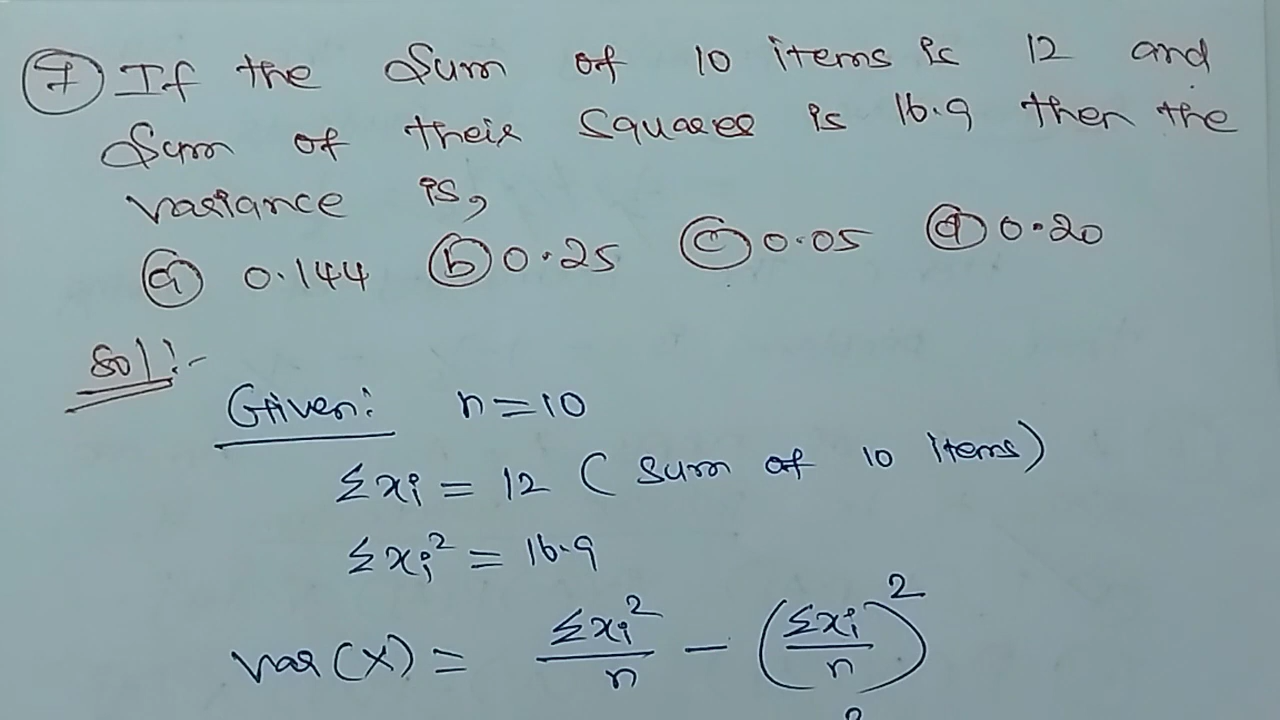 ⑦ If the sum of 10 items is 12 and
sum of their squares is 16.9 then the
variance is,
ⓐ 0.144 ⓑ 0.25 ⓒ 0.05 ⓓ 0.20
Sol:-
Given: n = 10
Σxi = 12 (sum of 10 items)
Σxi² = 16.9
var(X) = Σxi²/n - (Σxi/n)²